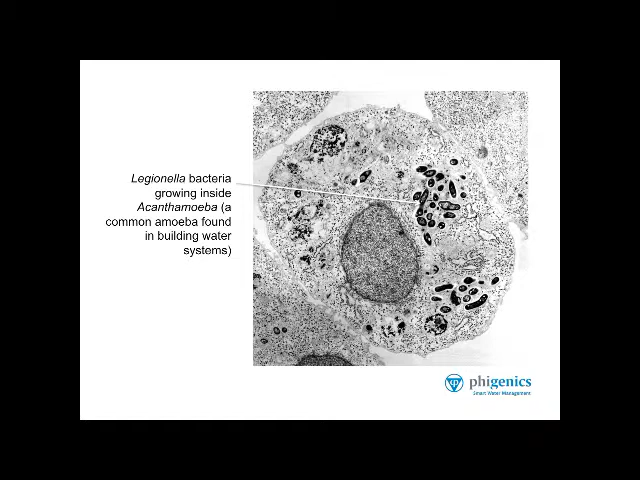 Legionella bacteria
growing inside
Acanthamoeba (a
common amoeba found
in building water
systems)
phigenics
Smart Water Management